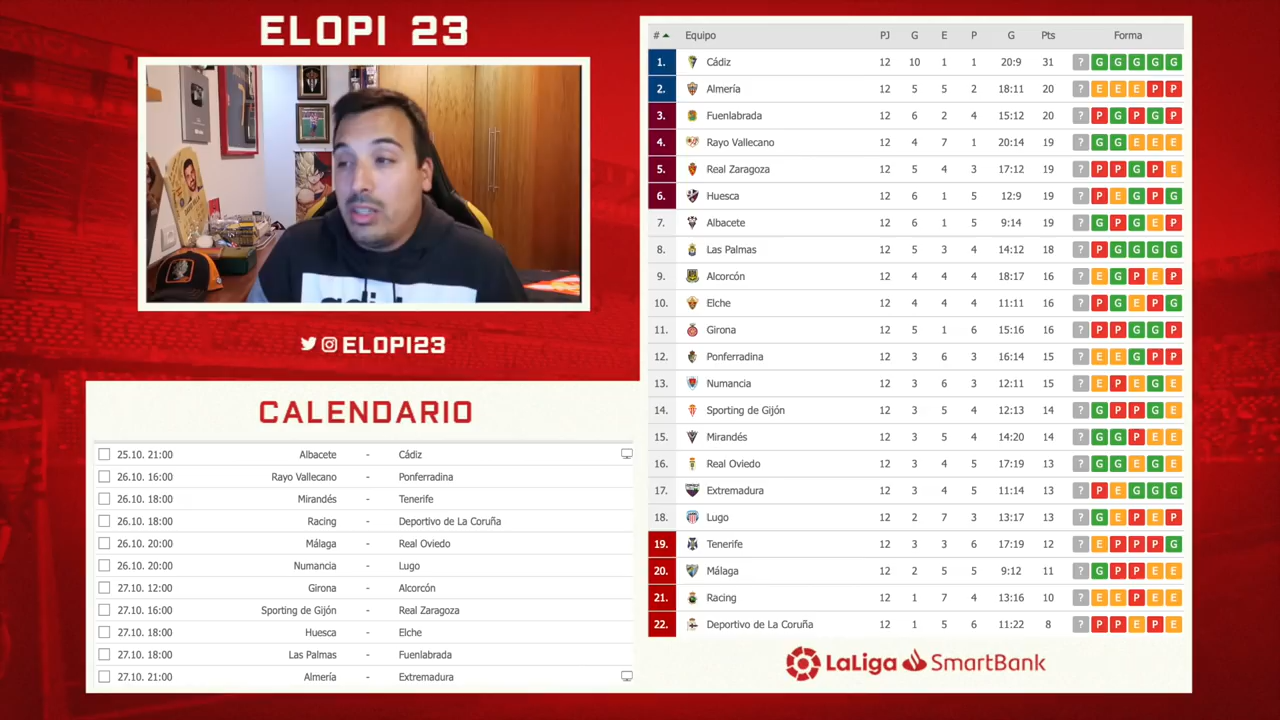 ELOPI 23
ELOPI23
CALENDARIO
25.10. 21:00 Albacete - Cádiz
26.10. 16:00 Rayo Vallecano - Ponferradina
26.10. 18:00 Mirandés - Tenerife
26.10. 18:00 Racing - Deportivo de La Coruña
26.10. 20:00 Málaga - Real Oviedo
26.10. 20:00 Numancia - Lugo
27.10. 12:00 Girona - Alcorcón
27.10. 16:00 Sporting de Gijón - Real Zaragoza
27.10. 18:00 Huesca - Elche
27.10. 18:00 Las Palmas - Fuenlabrada
27.10. 21:00 Almería - Extremadura
# Equipo PJ G E P G Pts Forma
1. Cádiz 12 10 1 1 20:9 31 ? G G G G G
2. Almería 12 5 5 2 18:11 20 ? E E E P P
3. Fuenlabrada 12 6 2 4 15:12 20 ? P G P G P
4. Rayo Vallecano 12 4 7 1 20:14 19 ? G G E E E
5. Real Zaragoza 12 5 4 3 17:12 19 ? P P G P E
6. Huesca 12 6 1 5 12:9 19 ? P E G P G
7. Albacete 12 6 1 5 9:14 19 ? G P G E P
8. Las Palmas 12 5 3 4 14:12 18 ? P G G G G
9. Alcorcón 12 4 4 4 18:17 16 ? E G P E P
10. Elche 12 4 4 4 11:11 16 ? P G E P G
11. Girona 12 5 1 6 15:16 16 ? P P G G P
12. Ponferradina 12 3 6 3 16:14 15 ? E E G P P
13. Numancia 12 3 6 3 12:11 15 ? E P E G E
14. Sporting de Gijón 12 3 5 4 12:13 14 ? G P P G E
15. Mirandés 12 3 5 4 14:20 14 ? G G P E E
16. Real Oviedo 12 3 4 5 17:19 13 ? G G E G E
17. Extremadura 12 3 4 5 11:14 13 ? P E G G G
18. Lugo 12 2 7 3 13:17 13 ? G E P E P
19. Tenerife 12 3 3 6 17:19 12 ? E P P P G
20. Málaga 12 2 5 5 9:12 11 ? G P P E E
21. Racing 12 1 7 4 13:16 10 ? E E P E E
22. Deportivo de La Coruña 12 1 5 6 11:22 8 ? P P E P E
LaLiga SmartBank